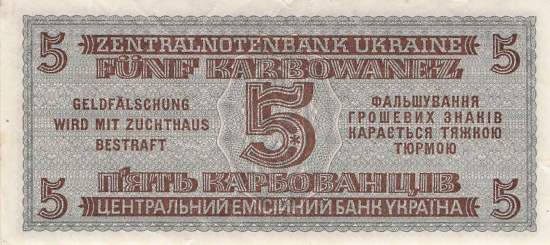 5 ZENTRALNOTENBANK UKRAINE 5
FÜNF KARBOWANEZ
GELDFÄLSCHUNG
WIRD MIT ZUCHTHAUS
BESTRAFT
5
*
ФАЛЬШУВАННЯ
ГРОШЕВИХ ЗНАКІВ
КАРАЄТЬСЯ ТЯЖКОЮ
ТЮРМОЮ
П'ЯТЬ КАРБОВАНЦІВ
5 ЦЕНТРАЛЬНИЙ ЕМІСІЙНИЙ БАНК УКРАЇНА 5